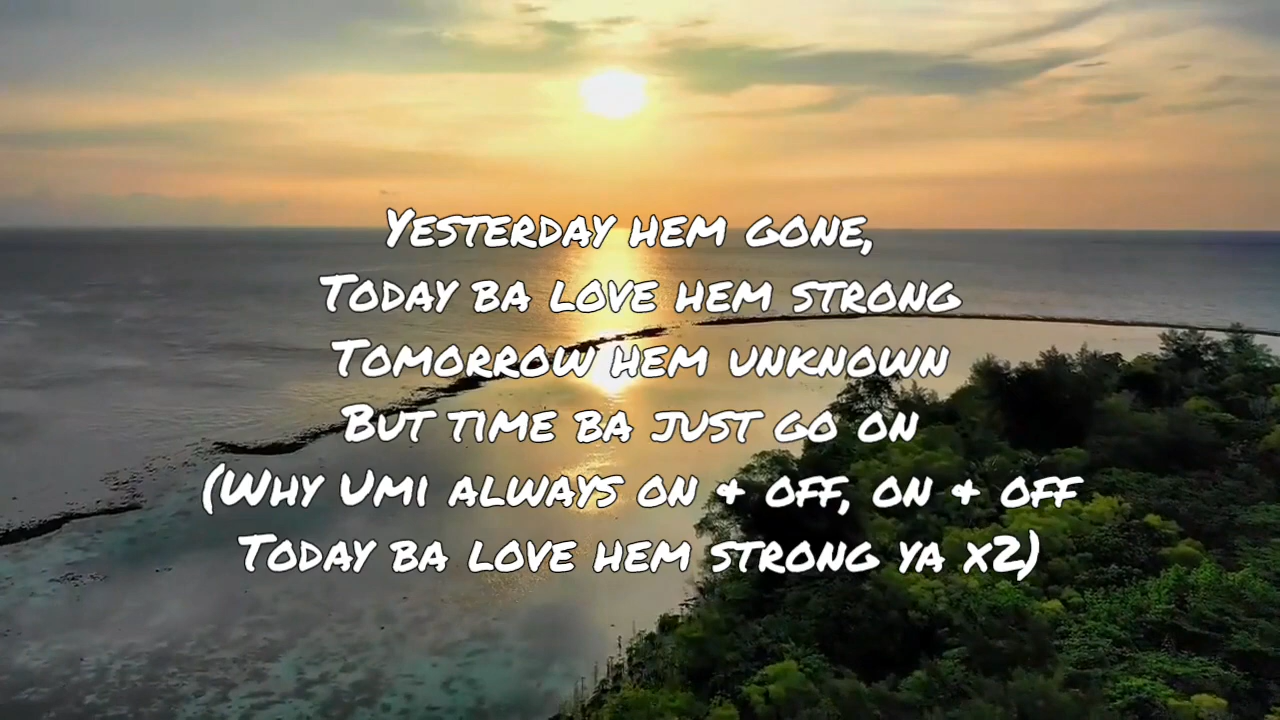 Yesterday hem gone,
Today ba love hem strong
Tomorrow hem unknown
But time ba just go on
(Why Umi always on & off, on & off
Today ba love hem strong ya x2)